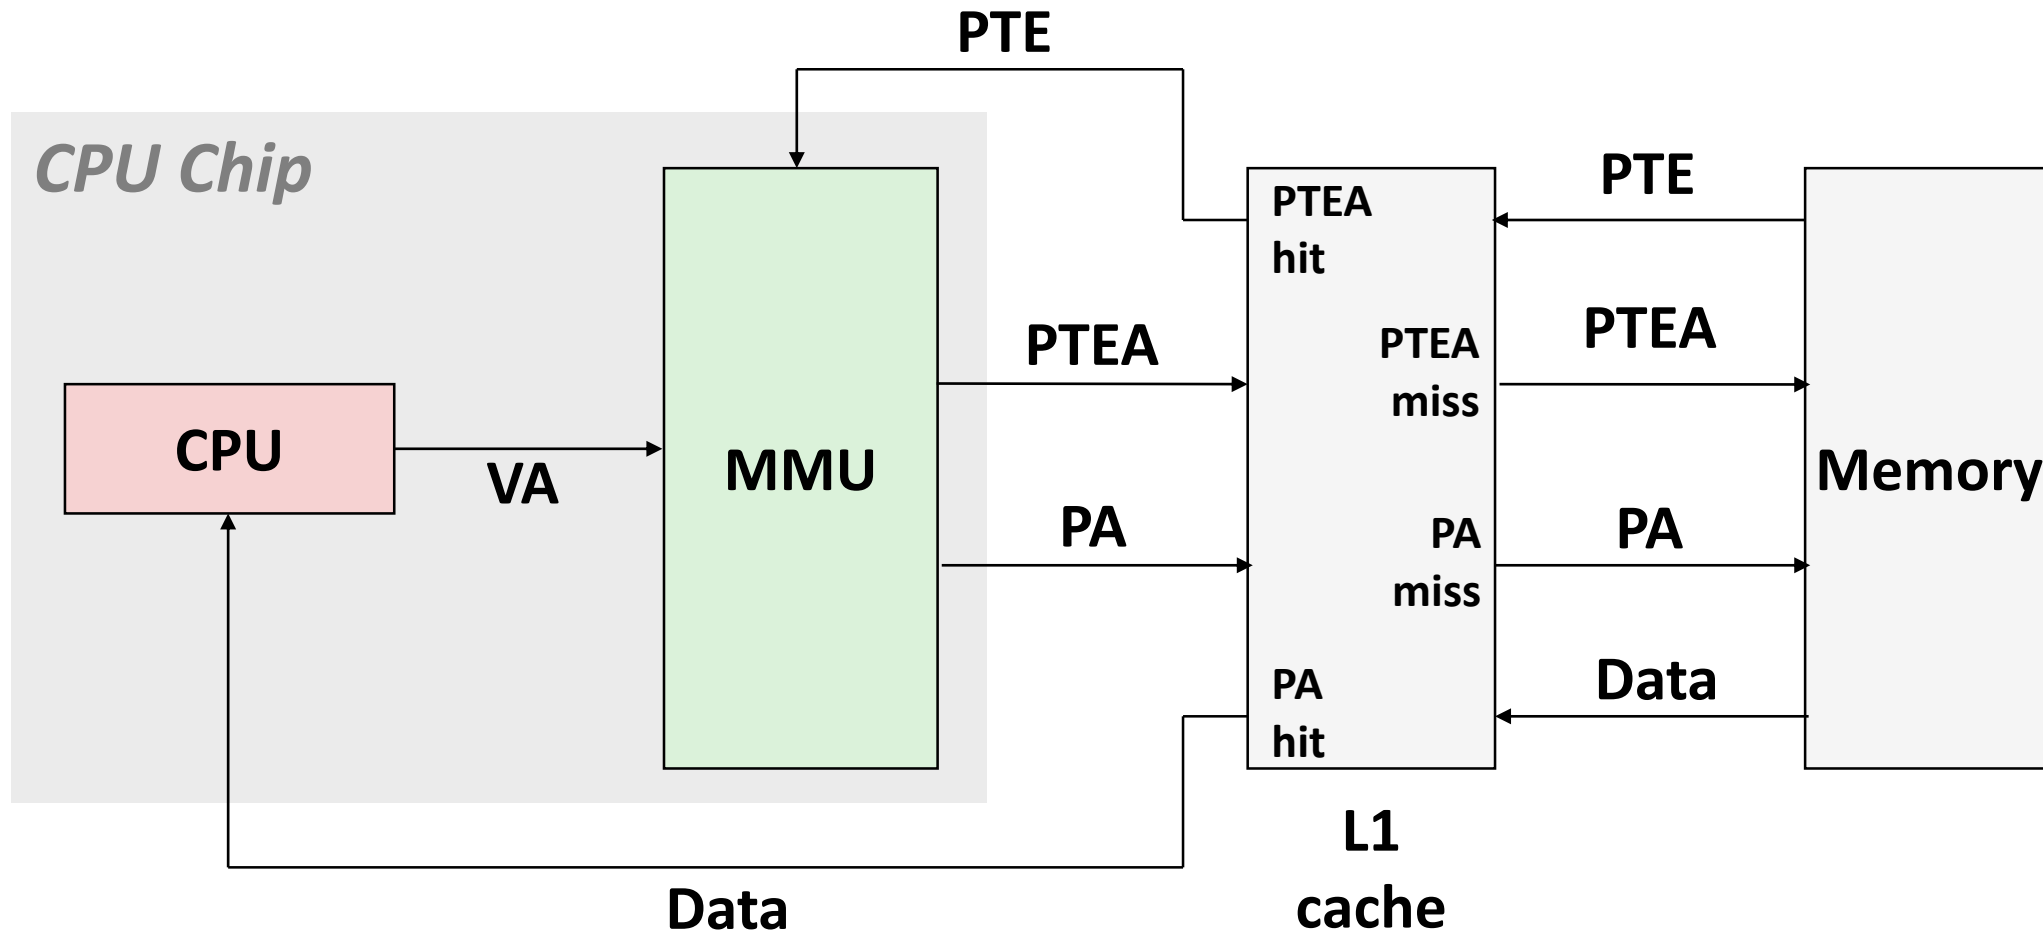 PTE
CPU Chip
PTEA
hit
PTE
PTEA
PTEA
miss
PTEA
CPU
VA
MMU
Memory
PA
PA
miss
PA
PA
hit
Data
L1
cache
Data